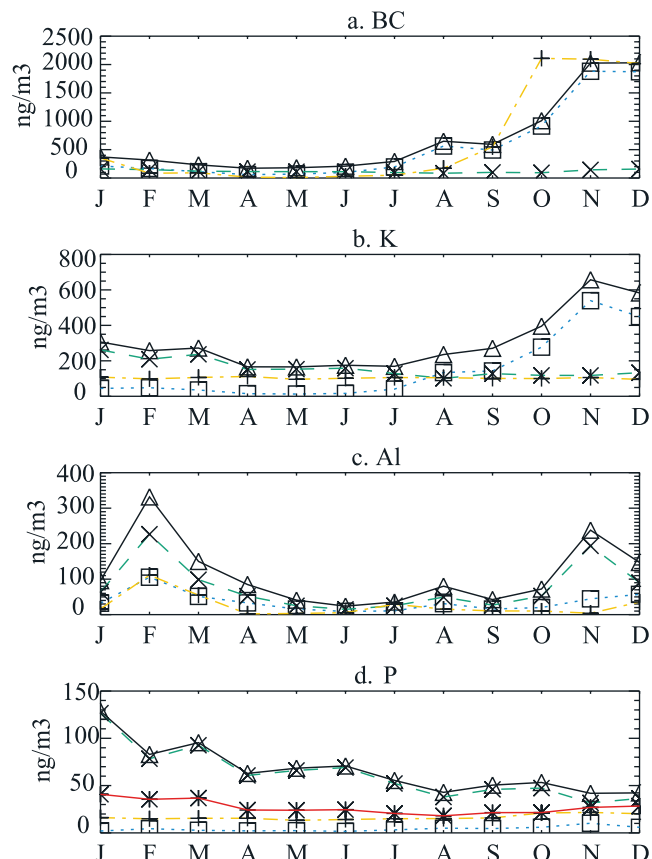 a. BC
2500
2000
1500
1000
500
0
ng/m3
J F M A M J J A S O N D
b. K
800
600
400
200
0
ng/m3
J F M A M J J A S O N D
c. Al
400
300
200
100
0
ng/m3
J F M A M J J A S O N D
d. P
150
100
50
0
ng/m3
J F M A M J J A S O N D